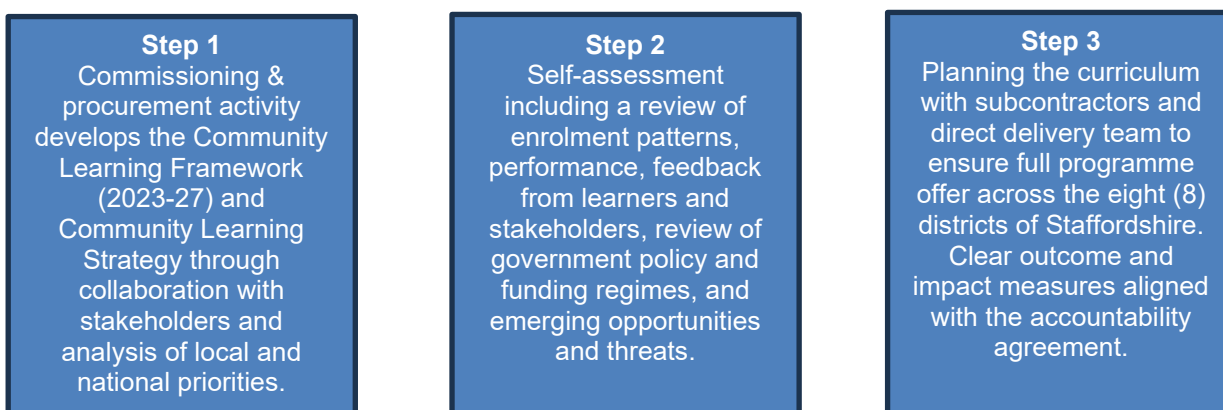 Step 1
Commissioning &
procurement activity
develops the Community
Learning Framework
(2023-27) and
Community Learning
Strategy through
collaboration with
stakeholders and
analysis of local and
national priorities.
Step 2
Self-assessment
including a review of
enrolment patterns,
performance, feedback
from learners and
stakeholders, review of
government policy and
funding regimes, and
emerging opportunities
and threats.
Step 3
Planning the curriculum
with subcontractors and
direct delivery team to
ensure full programme
offer across the eight (8)
districts of Staffordshire.
Clear outcome and
impact measures aligned
with the accountability
agreement.